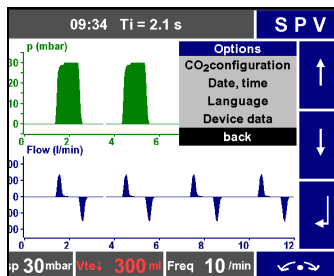 09:34 Ti = 2.1 s
S P V
p (mbar)
30
20
10
0
0 2 4 6
Options
CO2configuration
Date, time
Language
Device data
back
Flow (l/min)
0
0 2 4 6 8 10 12
30 mbar
Vte↓ 300 ml
Freq 10 /min